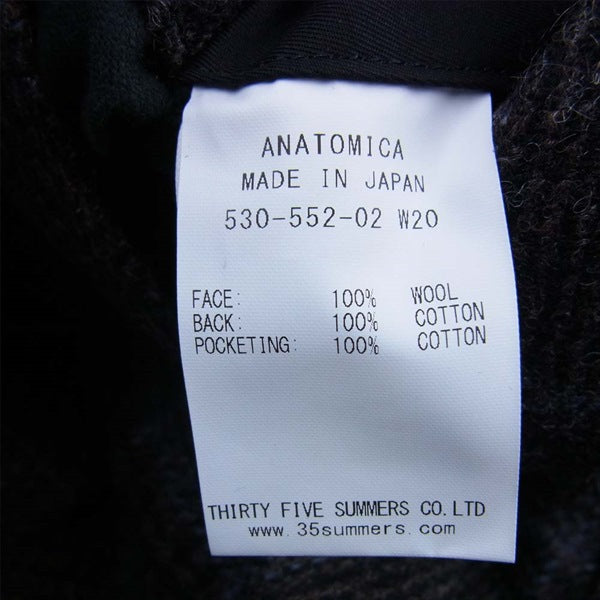 ANATOMICA
MADE IN JAPAN
530-552-02 W20
FACE: 100% WOOL
BACK: 100% COTTON
POCKETING: 100% COTTON
THIRTY FIVE SUMMERS CO.LTD
www.35summers.com